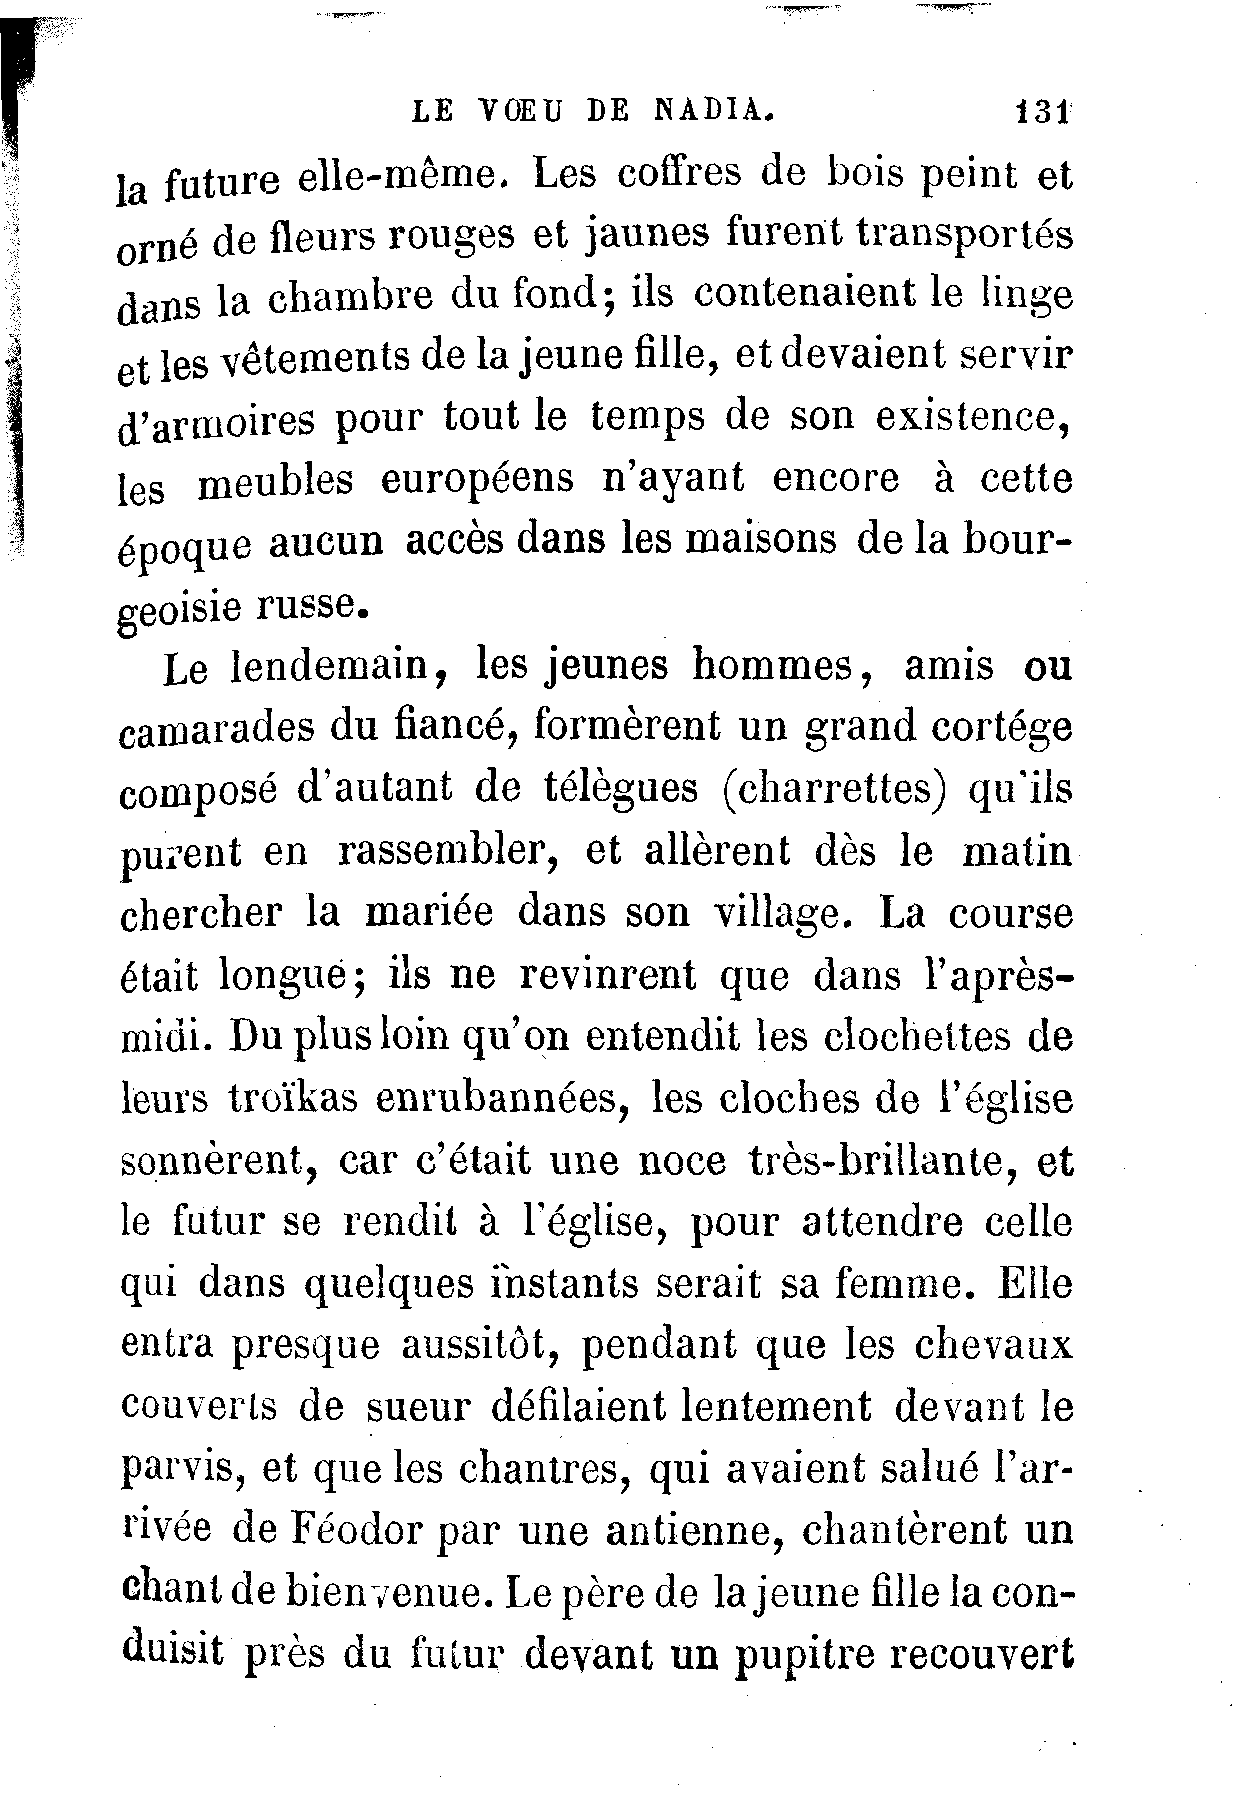 LE VŒU DE NADIA. 131
la future elle-même. Les coffres de bois peint et
orné de fleurs rouges et jaunes furent transportés
dans la chambre du fond; ils contenaient le linge
et les vêtements de la jeune fille, et devaient servir
d'armoires pour tout le temps de son existence,
les meubles européens n'ayant encore à cette
époque aucun accès dans les maisons de la bour-
geoisie russe.
Le lendemain, les jeunes hommes, amis ou
camarades du fiancé, formèrent un grand cortége
composé d'autant de télègues (charrettes) qu'ils
purent en rassembler, et allèrent dès le matin
chercher la mariée dans son village. La course
était longue; ils ne revinrent que dans l'après-
midi. Du plus loin qu'on entendit les clochettes de
leurs troïkas enrubannées, les cloches de l'église
sonnèrent, car c'était une noce très-brillante, et
le futur se rendit à l'église, pour attendre celle
qui dans quelques instants serait sa femme. Elle
entra presque aussitôt, pendant que les chevaux
couverts de sueur défilaient lentement devant le
parvis, et que les chantres, qui avaient salué l'ar-
rivée de Féodor par une antienne, chantèrent un
chant de bienvenue. Le père de la jeune fille la con-
duisit près du futur devant un pupitre recouvert